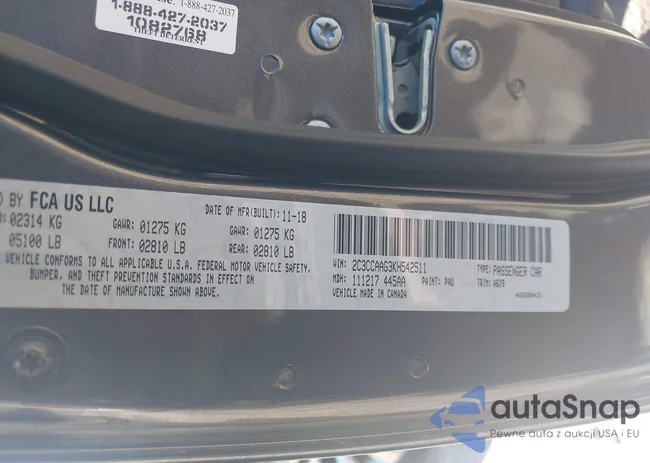 1-888-427-2037
1-888-427-2037
1082768
THEFT DETERRENT
BY FCA US LLC
DATE OF MFR(BUILT): 11-18
02314 KG GAWR: 01275 KG GAWR: 01275 KG
05100 LB FRONT: 02810 LB REAR: 02810 LB
VEHICLE CONFORMS TO ALL APPLICABLE U.S.A. FEDERAL MOTOR VEHICLE SAFETY,
BUMPER, AND THEFT PREVENTION STANDARDS IN EFFECT ON
THE DATE OF MANUFACTURE SHOWN ABOVE.
VIN: 2C3CCAAG3KH542511 TYPE: PASSENGER CAR
MDH: 111217 445AA PAINT: PAU TRIM: A6X9
VEHICLE MADE IN CANADA
autaSnap
Pewne auta z aukcji USA i EU